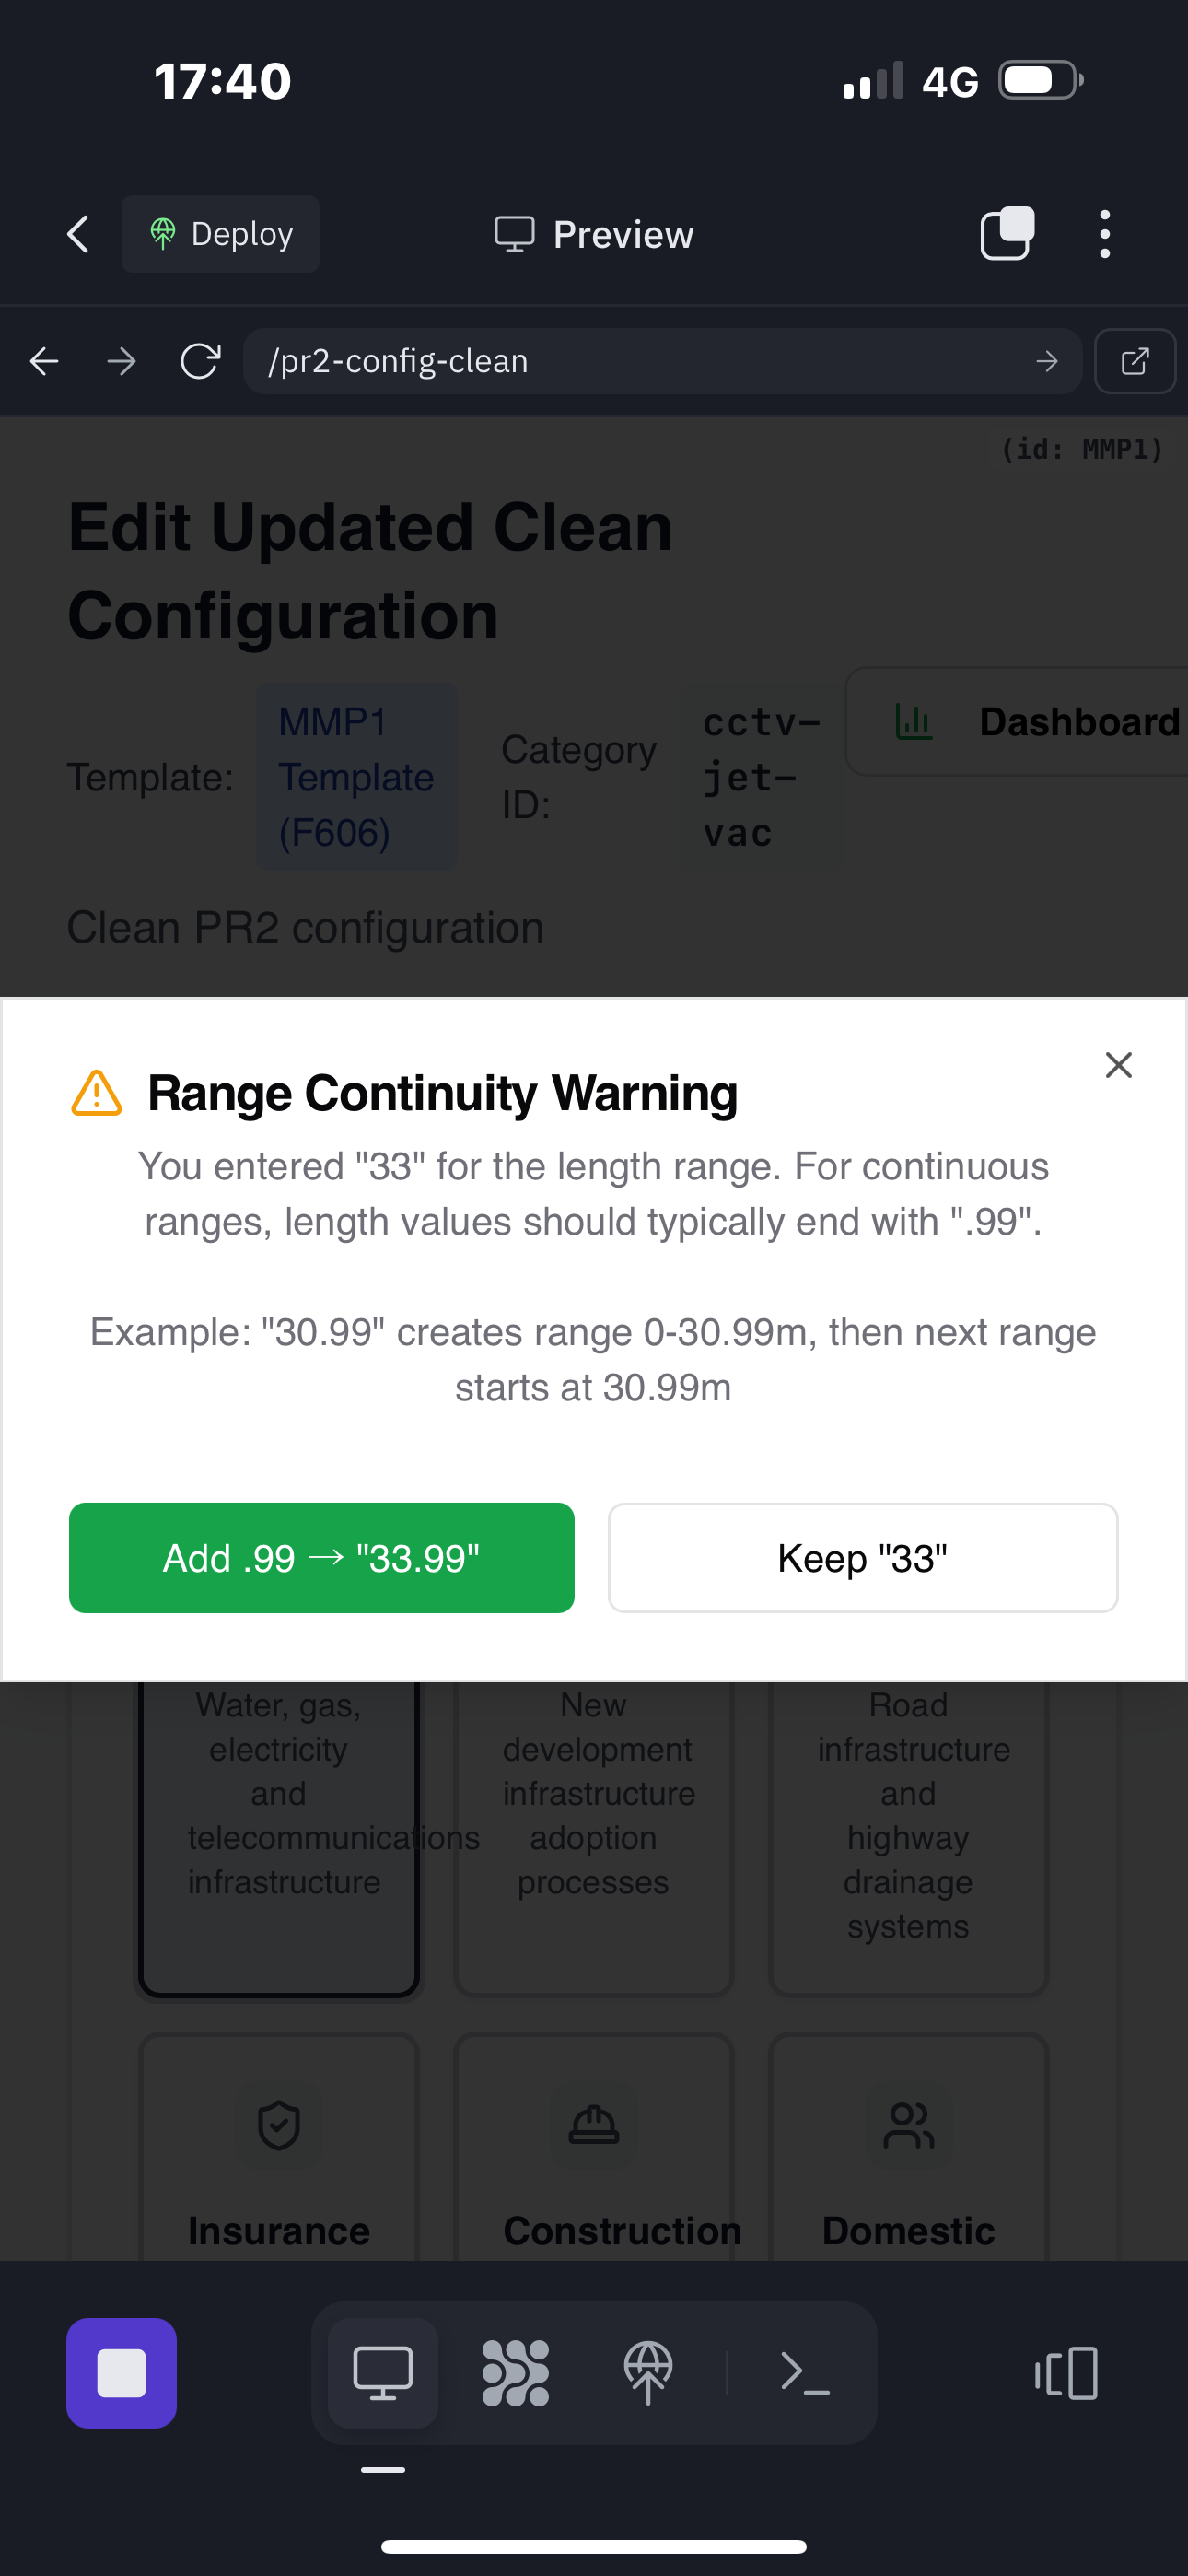 17:40
4G
Deploy
Preview
/pr2-config-clean
(id: MMP1)
Edit Updated Clean
Configuration
Template:
MMP1
Template
(F606)
Category
ID:
cctv-
jet-
vac
Dashboard
Clean PR2 configuration
Range Continuity Warning
You entered "33" for the length range. For continuous
ranges, length values should typically end with ".99".
Example: "30.99" creates range 0-30.99m, then next range
starts at 30.99m
Add .99 → "33.99"
Keep "33"
Water, gas,
electricity
and
telecommunications
infrastructure
New
development
infrastructure
adoption
processes
Road
infrastructure
and
highway
drainage
systems
Insurance
Construction
Domestic